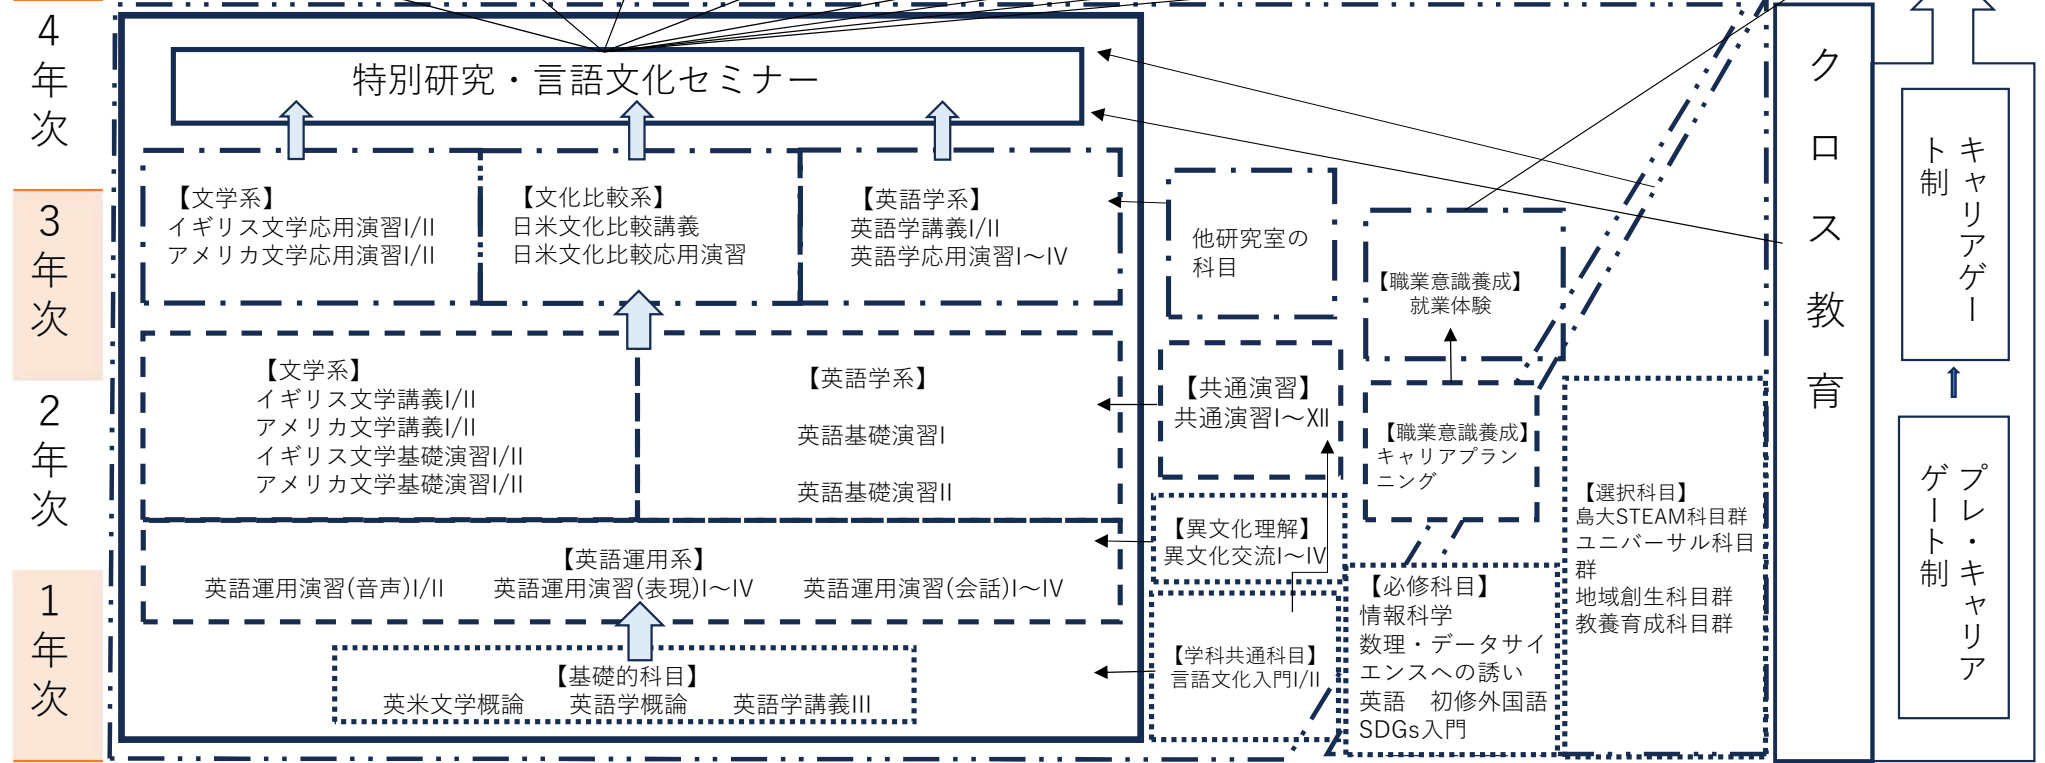 4年次
3年次
2年次
1年次
特別研究・言語文化セミナー
【文学系】
イギリス文学応用演習I/II
アメリカ文学応用演習I/II
【文化比較系】
日米文化比較講義
日米文化比較応用演習
【英語学系】
英語学講義I/II
英語学応用演習I～IV
【文学系】
イギリス文学講義I/II
アメリカ文学講義I/II
イギリス文学基礎演習I/II
アメリカ文学基礎演習I/II
【英語学系】
英語基礎演習I
英語基礎演習II
【英語運用系】
英語運用演習(音声)I/II
英語運用演習(表現)I～IV
英語運用演習(会話)I～IV
【基礎的科目】
英米文学概論 英語学概論 英語学講義III
他研究室の
科目
【共通演習】
共通演習I～XII
【異文化理解】
異文化交流I～IV
【学科共通科目】
言語文化入門I/II
【職業意識養成】
就業体験
【職業意識養成】
キャリアプラン
ニング
【必修科目】
情報科学
数理・データサイ
エンスへの誘い
英語　初修外国語
SDGs入門
【選択科目】
島大STEAM科目群
ユニバーサル科目
群
地域創生科目群
教養育成科目群
クロス教育
キャリアゲー
ト制
プレ・キャリア
ゲート制